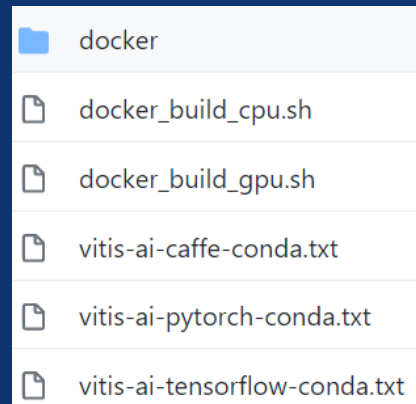 docker
docker_build_cpu.sh
docker_build_gpu.sh
vitis-ai-caffe-conda.txt
vitis-ai-pytorch-conda.txt
vitis-ai-tensorflow-conda.txt